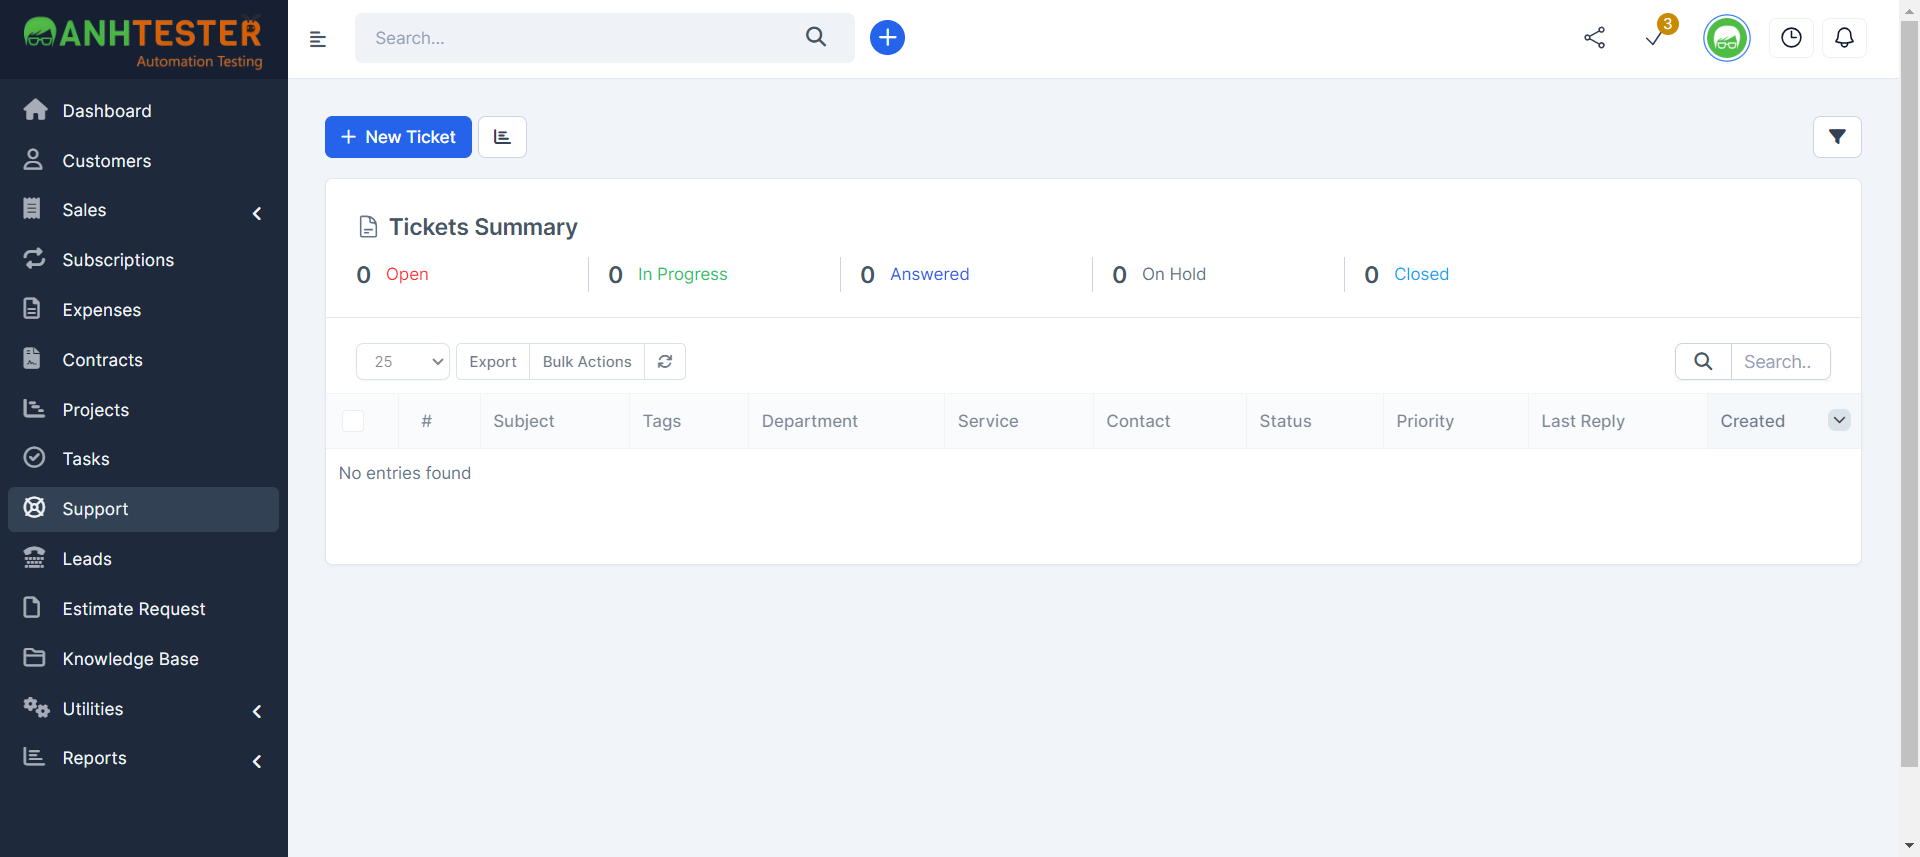 ANHTESTER
Automation Testing
Search...
3
Dashboard
Customers
Sales
Subscriptions
Expenses
Contracts
Projects
Tasks
Support
Leads
Estimate Request
Knowledge Base
Utilities
Reports
New Ticket
Tickets Summary
0 Open 0 In Progress 0 Answered 0 On Hold 0 Closed
25 Export Bulk Actions Search..
# Subject Tags Department Service Contact Status Priority Last Reply Created
No entries found